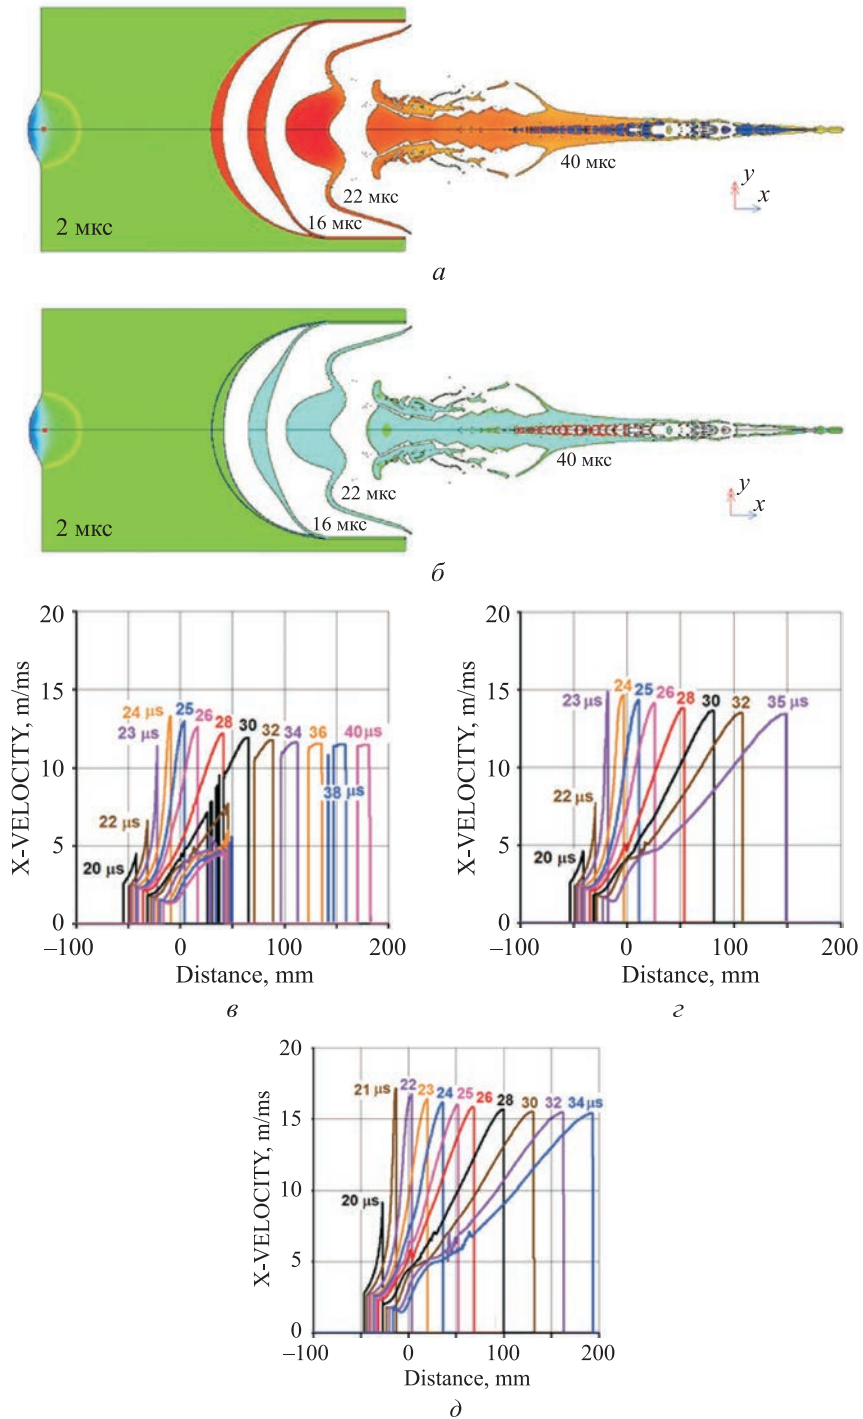 2 мкс
16 мкс
22 мкс
40 мкс
y
x
а
2 мкс
16 мкс
22 мкс
40 мкс
y
x
б
X-VELOCITY, m/ms
20
15
10
5
0
–100
0
100
200
20 μs
22 μs
23 μs
24 μs
25
26
28
30
32
34
36
38 μs
40 μs
Distance, mm
в
X-VELOCITY, m/ms
20
15
10
5
0
–100
0
100
200
20 μs
22 μs
23 μs
24
25
26
28
30
32
35 μs
Distance, mm
г
X-VELOCITY, m/ms
20
15
10
5
0
–100
0
100
200
20 μs
21 μs
22
23
24
25
26
28
30
32
34 μs
Distance, mm
д